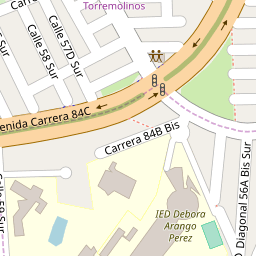 Torremolinos
Calle 58 Sur
Calle 57D Sur
enida Carrera 84C
Carrera 84B Bis
IED Debora
Arango
Perez
Diagonal 56A Bis Sur